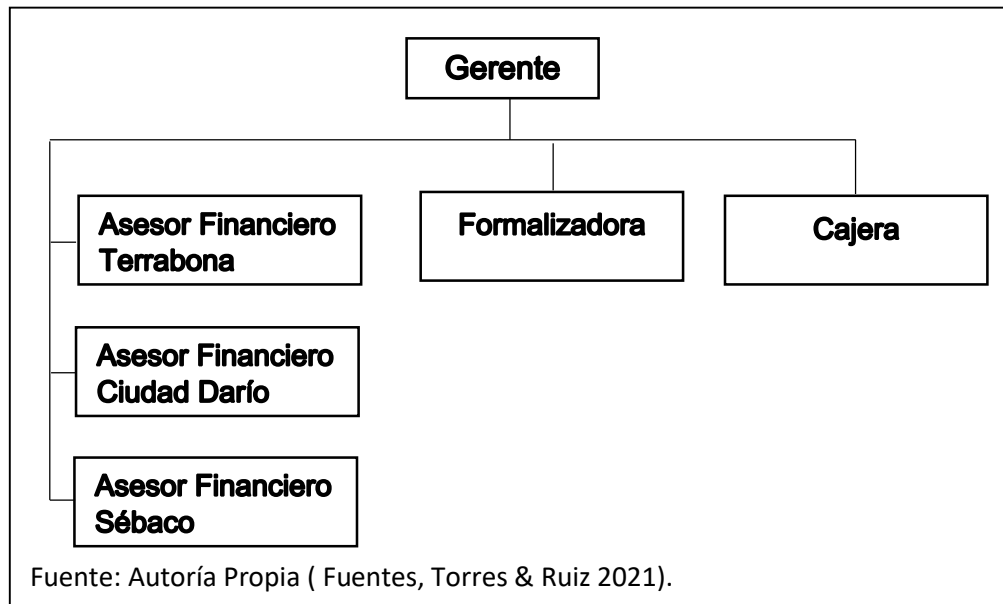 Gerente
Asesor Financiero
Terrabona
Formalizadora
Cajera
Asesor Financiero
Ciudad Darío
Asesor Financiero
Sébaco
Fuente: Autoría Propia ( Fuentes, Torres & Ruiz 2021).